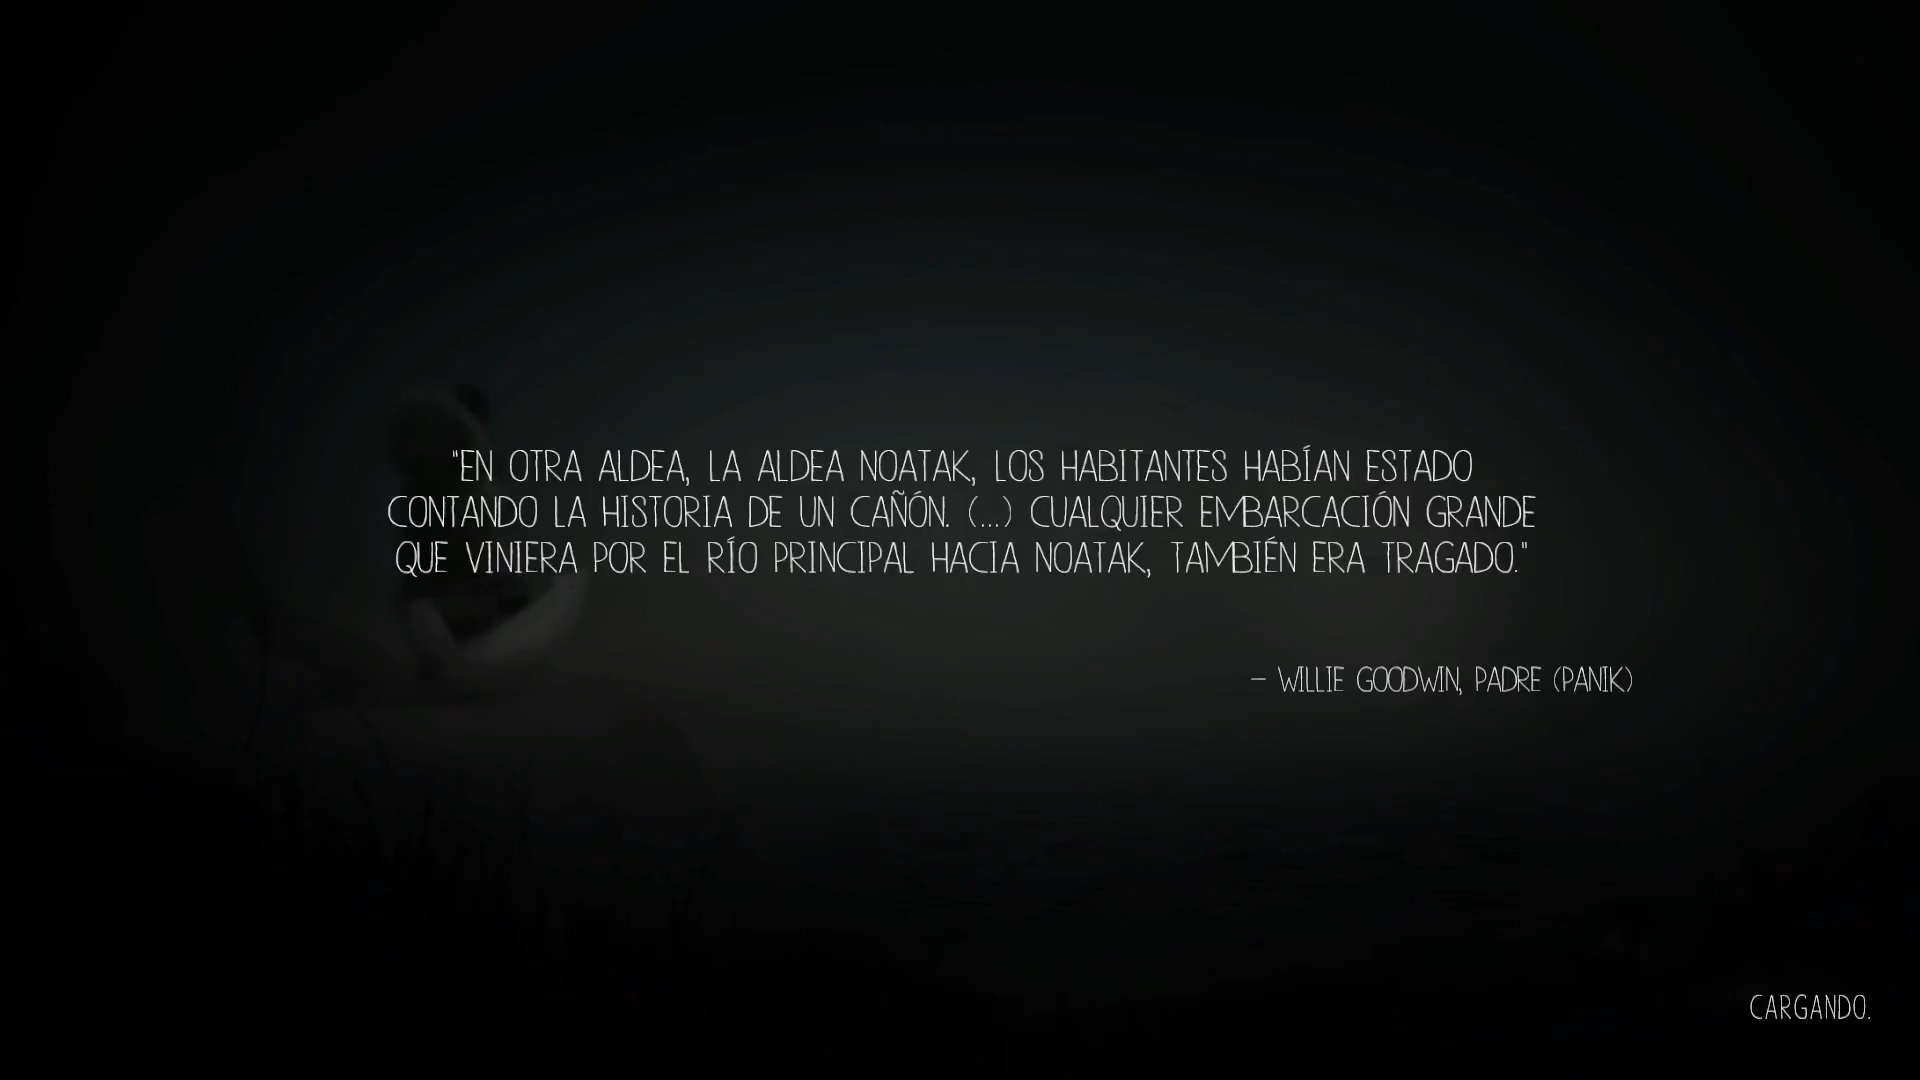 "EN OTRA ALDEA, LA ALDEA NOATAK, LOS HABITANTES HABÍAN ESTADO
CONTANDO LA HISTORIA DE UN CAÑÓN. (...) CUALQUIER EMBARCACIÓN GRANDE
QUE VINIERA POR EL RÍO PRINCIPAL HACIA NOATAK, TAMBIÉN ERA TRAGADO."
- WILLIE GOODWIN, PADRE (PANIK)
CARGANDO.